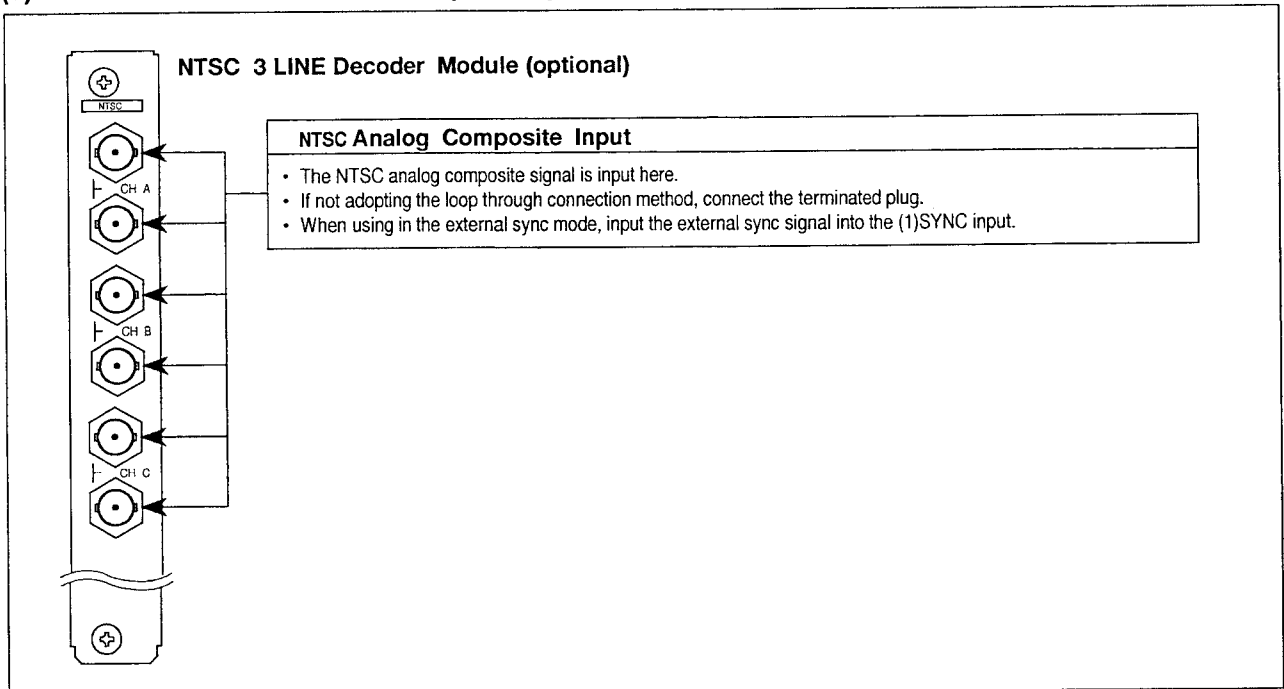 NTSC 3 LINE Decoder Module (optional)
NTSC
NTSC Analog Composite Input
• The NTSC analog composite signal is input here.
• If not adopting the loop through connection method, connect the terminated plug.
• When using in the external sync mode, input the external sync signal into the (1)SYNC input.
CH A
CH B
CH C